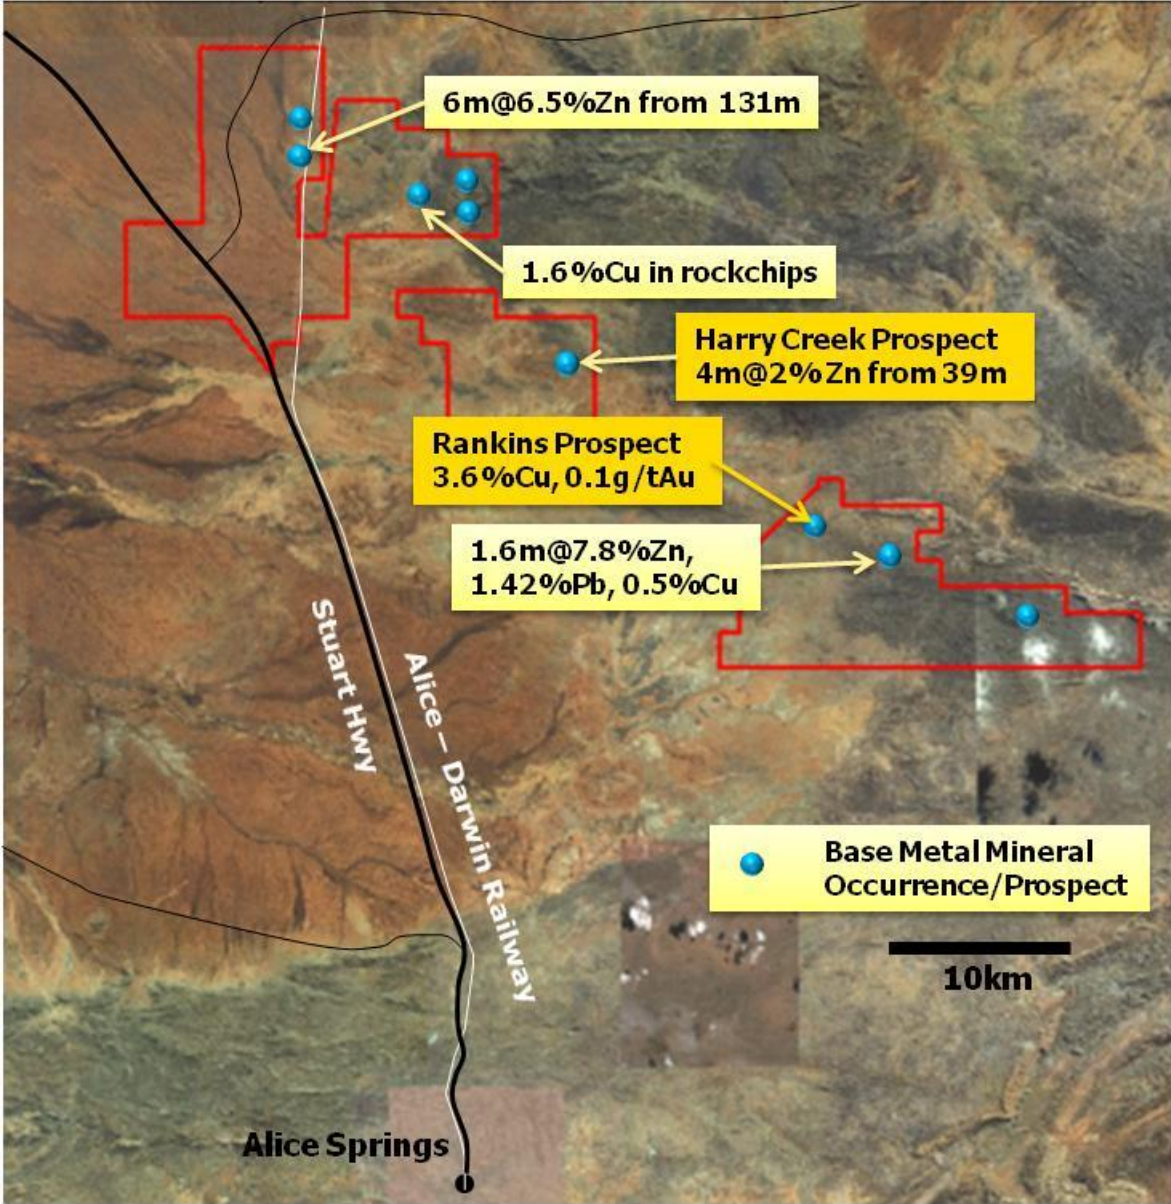 6m@6.5%Zn from 131m
1.6%Cu in rockchips
Harry Creek Prospect
4m@2%Zn from 39m
Rankins Prospect
3.6%Cu, 0.1g/tAu
1.6m@7.8%Zn,
1.42%Pb, 0.5%Cu
Stuart Hwy
Alice – Darwin Railway
Base Metal Mineral
Occurrence/Prospect
10km
Alice Springs